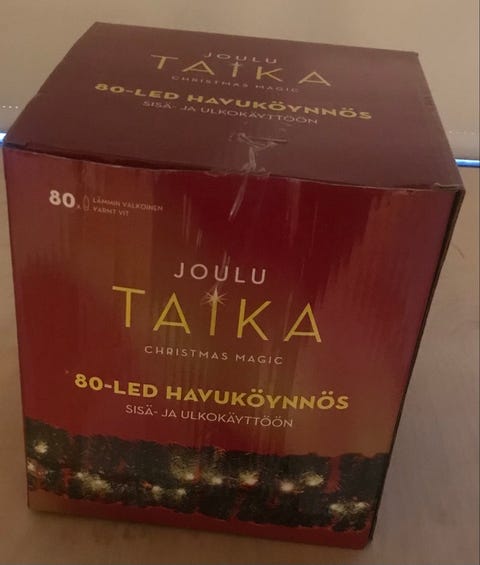 JOULU
TAIKA
CHRISTMAS MAGIC
80-LED HAVUKÖYNNÖS
SISÄ- JA ULKOKÄYTTÖÖN
80x LÄMMIN VALKOINEN
VARMT VIT
JOULU
TAIKA
CHRISTMAS MAGIC
80-LED HAVUKÖYNNÖS
SISÄ- JA ULKOKÄYTTÖÖN